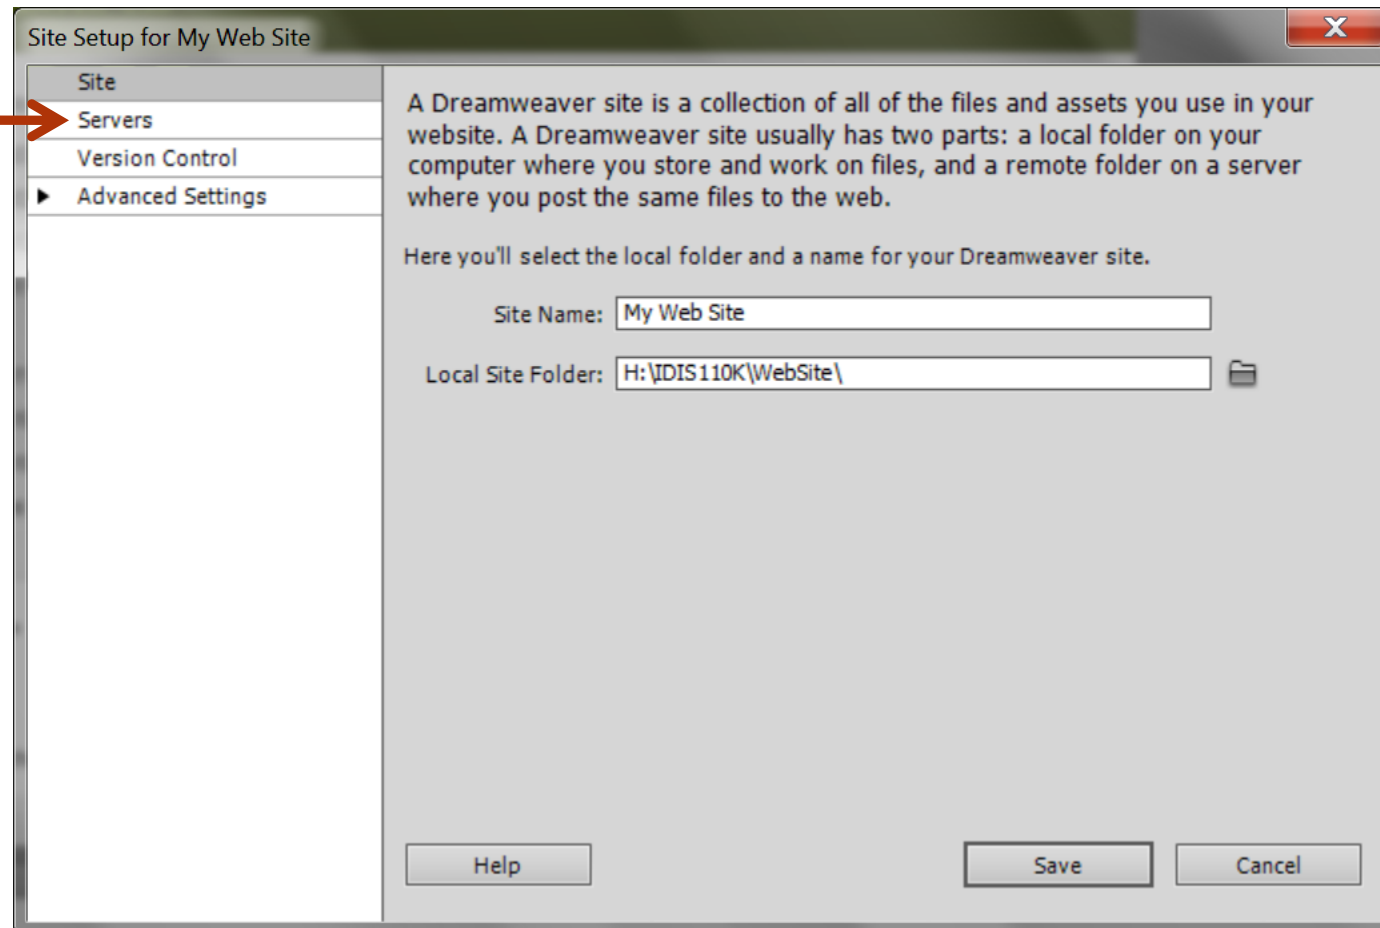 Site Setup for My Web Site
X
Site
Servers
Version Control
Advanced Settings
A Dreamweaver site is a collection of all of the files and assets you use in your
website. A Dreamweaver site usually has two parts: a local folder on your
computer where you store and work on files, and a remote folder on a server
where you post the same files to the web.
Here you'll select the local folder and a name for your Dreamweaver site.
Site Name: My Web Site
Local Site Folder: H:\IDIS110K\WebSite\
Help Save Cancel